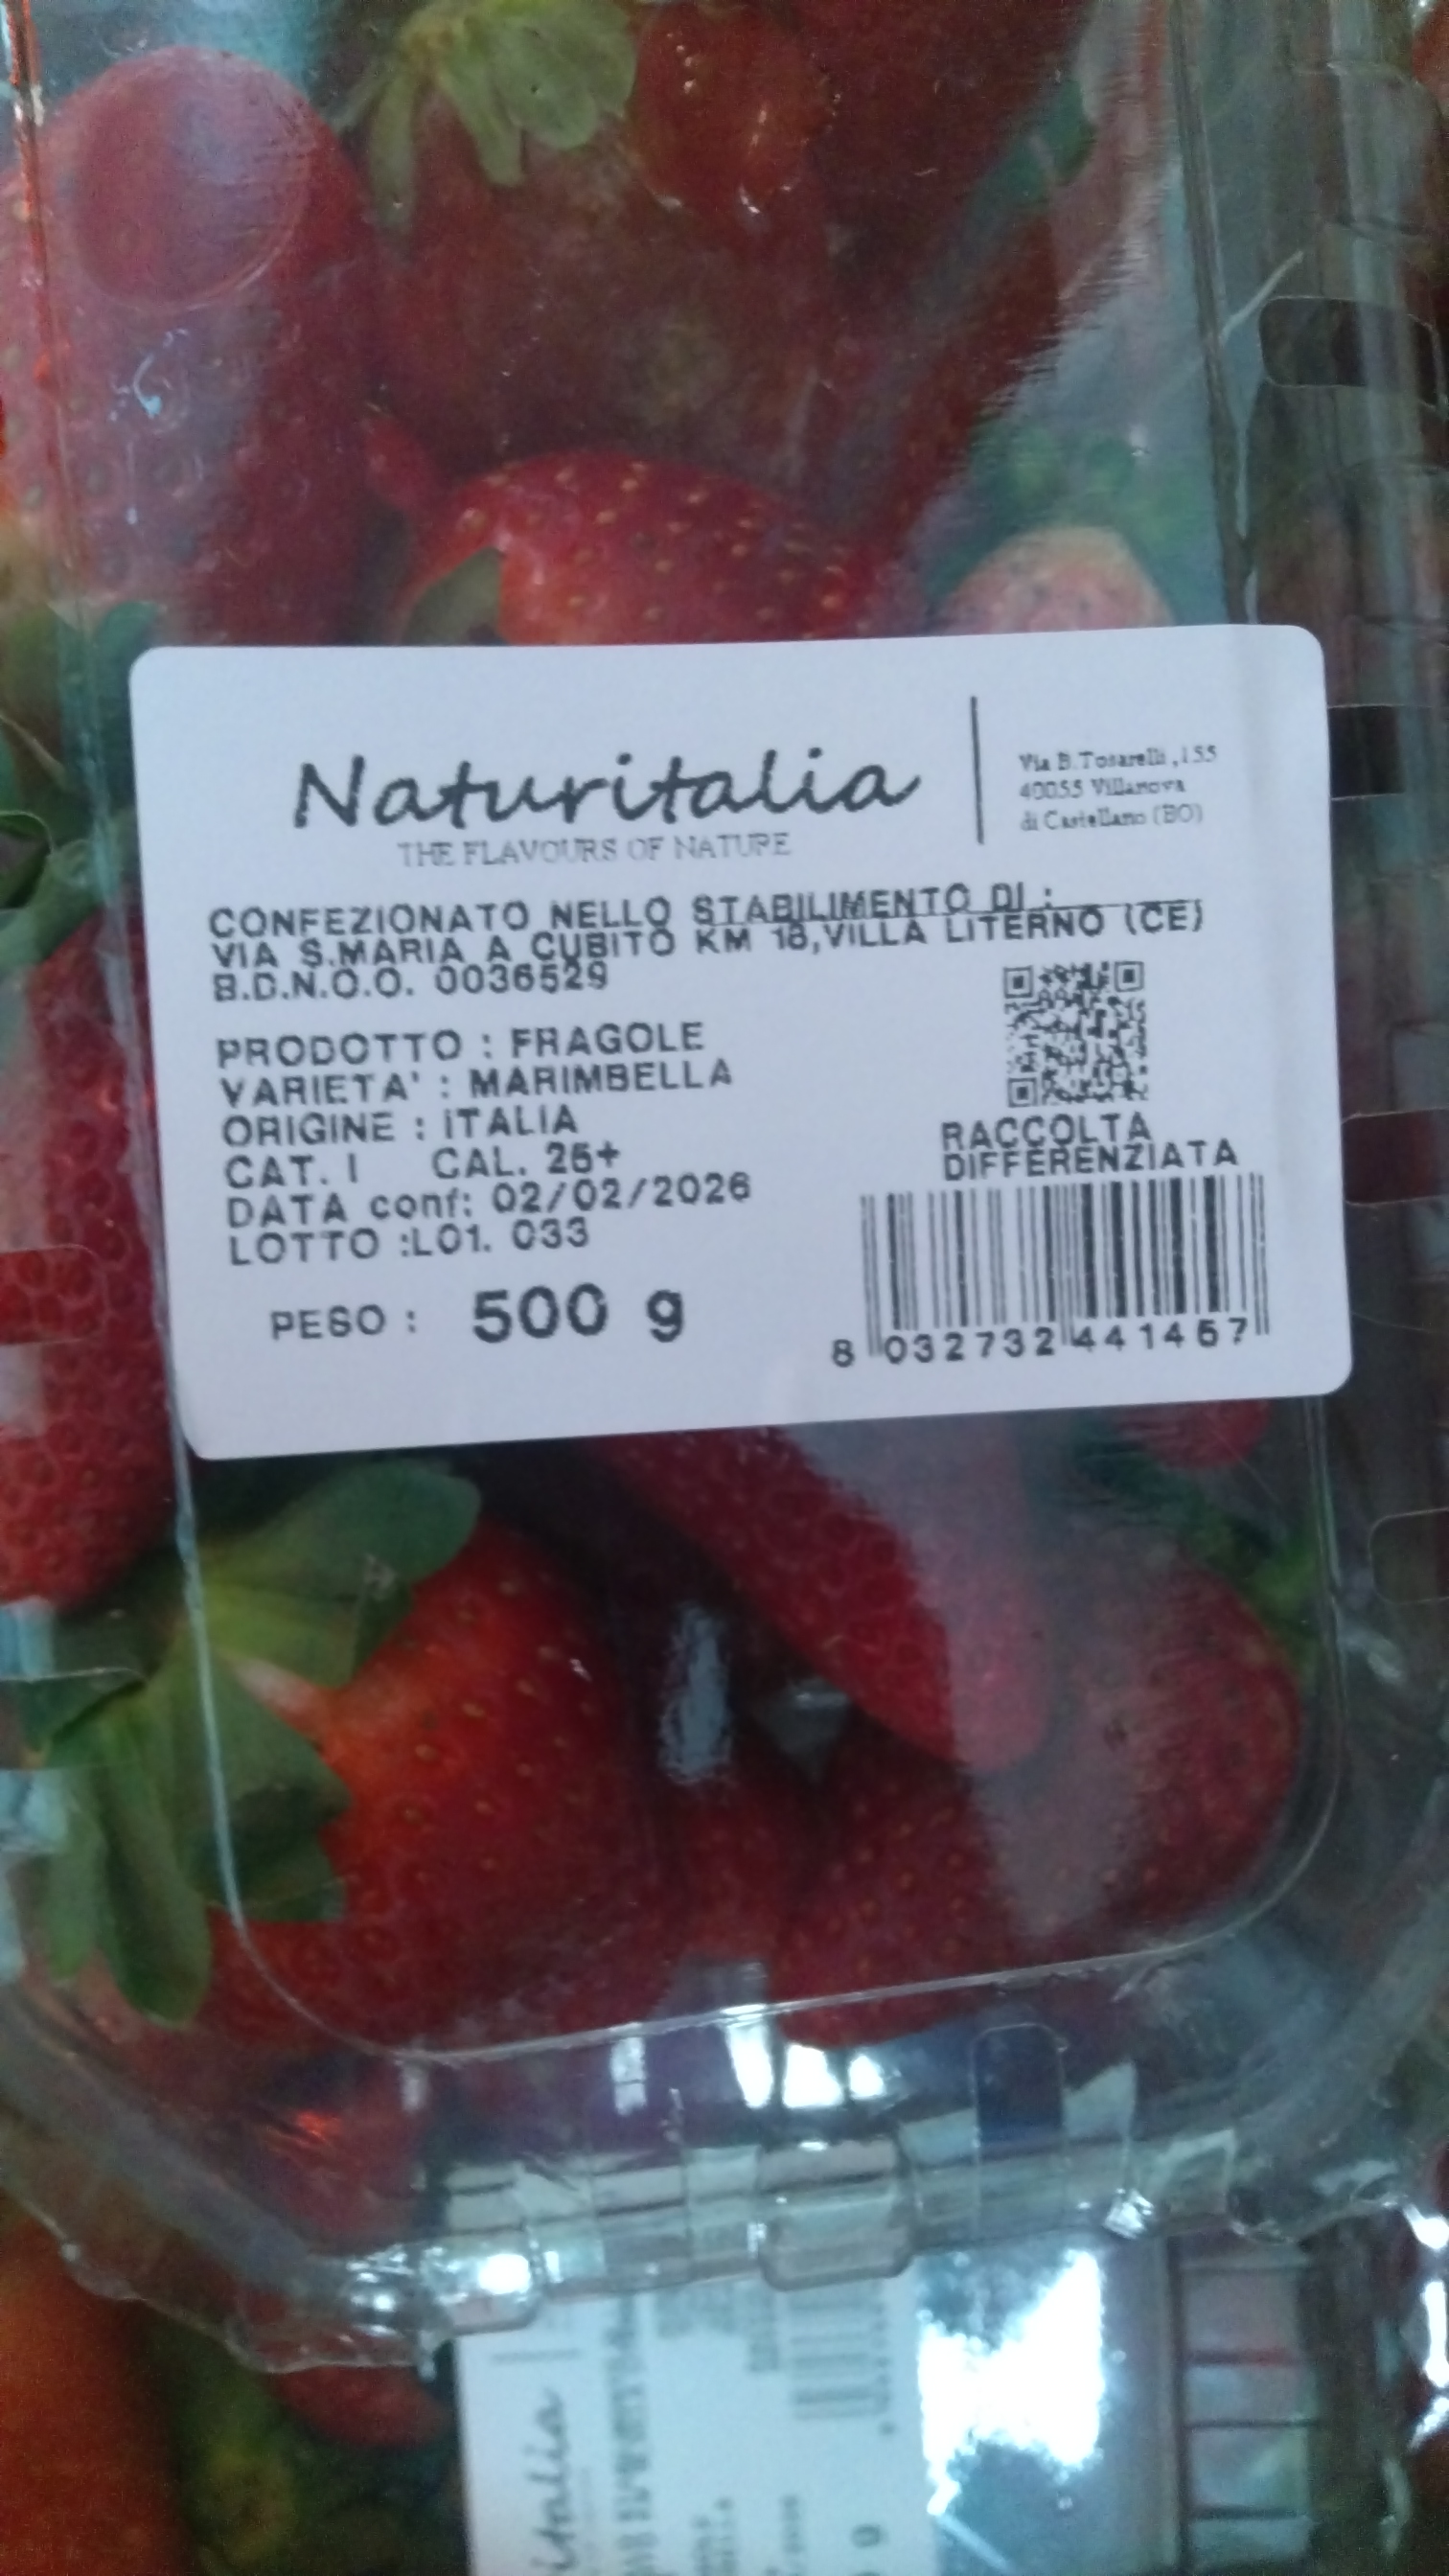 Naturitalia
THE FLAVOURS OF NATURE
Via B.Tosarelli ,155
40055 Villanova
di Castellano (BO)
CONFEZIONATO NELLO STABILIMENTO DI :
VIA S.MARIA A CUBITO KM 18,VILLA LITERNO (CE)
B.D.N.O.O. 0036529
PRODOTTO : FRAGOLE
VARIETA' : MARIMBELLA
ORIGINE : ITALIA
CAT. I CAL. 25+
DATA conf: 02/02/2026
LOTTO :L01. 033
PESO : 500 g
RACCOLTA
DIFFERENZIATA
8 032732 441457
italia